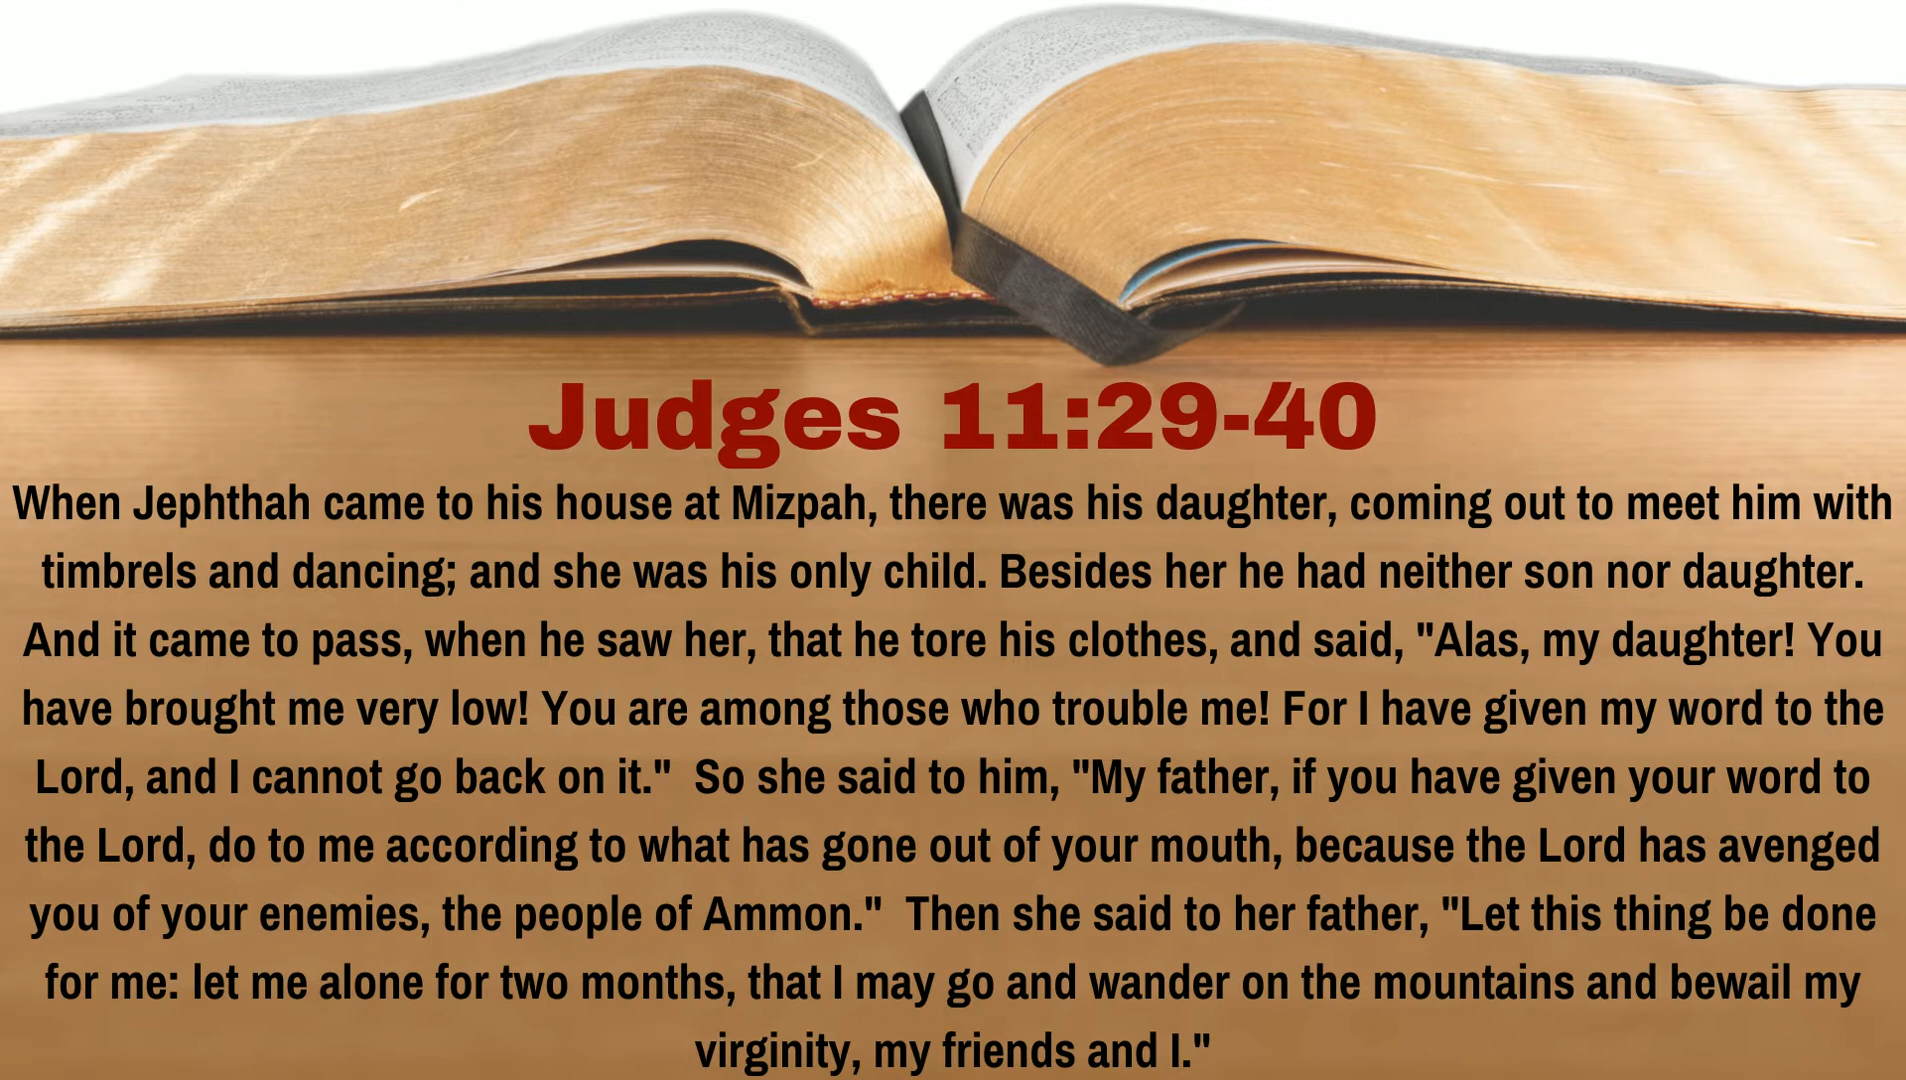 Judges 11:29-40
When Jephthah came to his house at Mizpah, there was his daughter, coming out to meet him with
timbrels and dancing; and she was his only child. Besides her he had neither son nor daughter.
And it came to pass, when he saw her, that he tore his clothes, and said, "Alas, my daughter! You
have brought me very low! You are among those who trouble me! For I have given my word to the
Lord, and I cannot go back on it."  So she said to him, "My father, if you have given your word to
the Lord, do to me according to what has gone out of your mouth, because the Lord has avenged
you of your enemies, the people of Ammon."  Then she said to her father, "Let this thing be done
for me: let me alone for two months, that I may go and wander on the mountains and bewail my
virginity, my friends and I."